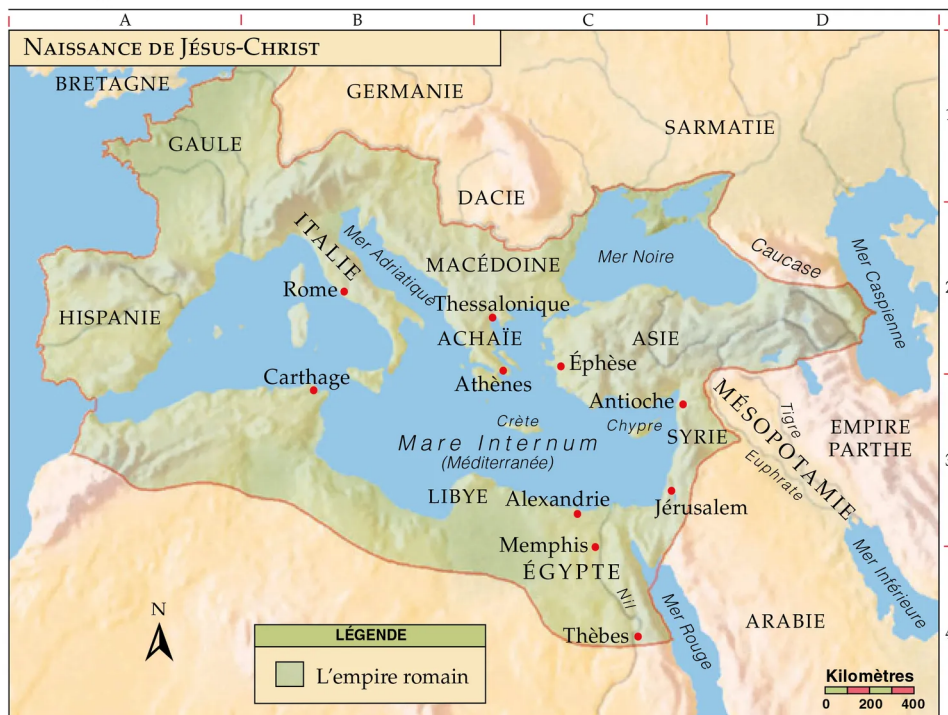 A B C D
NAISSANCE DE JÉSUS-CHRIST
BRETAGNE
GERMANIE
SARMATIE
GAULE
DACIE
ITALIE
Mer Adriatique
MACÉDOINE
Mer Noire
Caucase
Mer Caspienne
2
Rome
HISPANIE
Thessalonique
ACHAÏE
ASIE
Éphèse
Athènes
Carthage
Antioche
Crète
Chypre
MÉSOPOTAMIE
Tigre
Euphrate
EMPIRE
PARTHE
Mare Internum
(Méditerranée)
SYRIE
3
LIBYE
Alexandrie
Jérusalem
Memphis
ÉGYPTE
Nil
Mer Rouge
Mer Inférieure
ARABIE
Thèbes
4
N
LÉGENDE
L'empire romain
Kilomètres
0 200 400